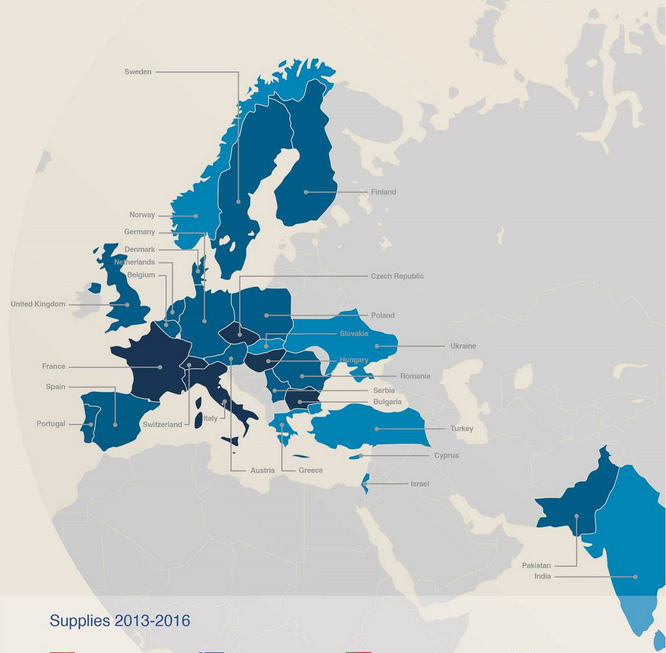 Sweden
Finland
Norway
Germany
Denmark
Netherlands
Belgium
Czech Republic
United Kingdom
Poland
Slovakia
Ukraine
Hungary
France
Romania
Spain
Serbia
Bulgaria
Portugal
Switzerland
Italy
Turkey
Cyprus
Austria
Greece
Israel
Pakistan
India
Supplies 2013-2016